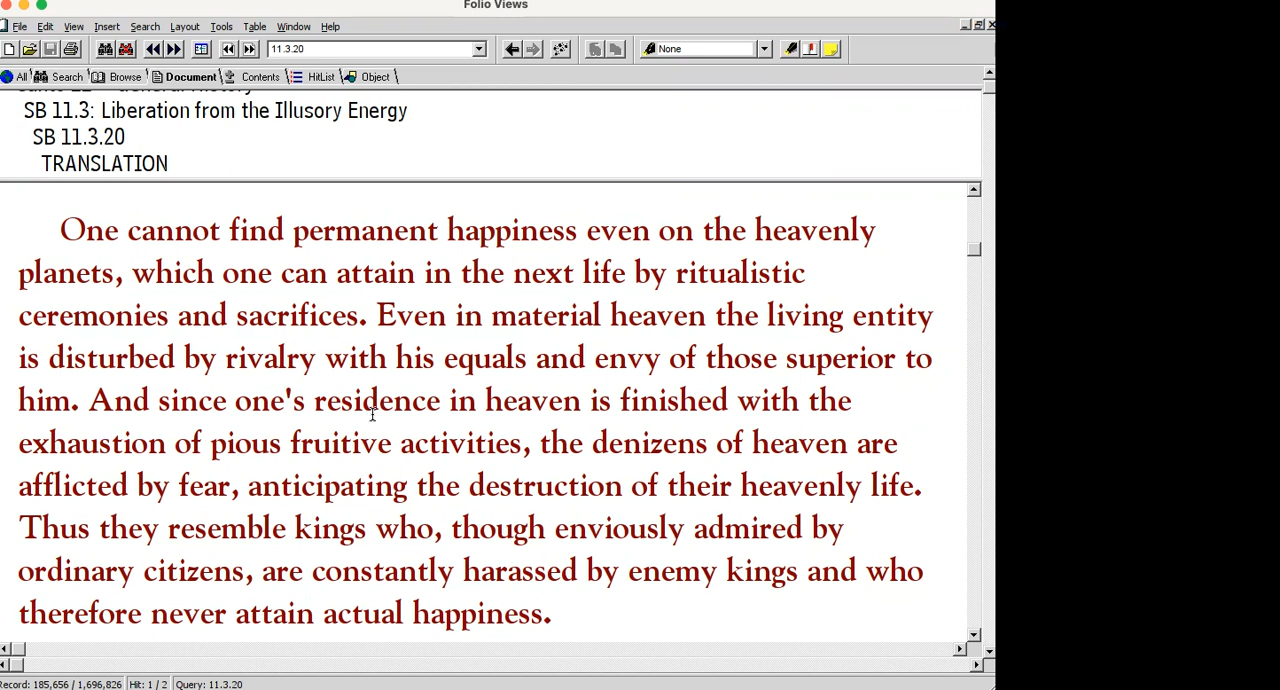 Folio Views
File Edit View Insert Search Layout Tools Table Window Help
11.3.20 None
All Search Browse Document Contents HitList Object
SB 11.3: Liberation from the Illusory Energy
SB 11.3.20
TRANSLATION
One cannot find permanent happiness even on the heavenly
planets, which one can attain in the next life by ritualistic
ceremonies and sacrifices. Even in material heaven the living entity
is disturbed by rivalry with his equals and envy of those superior to
him. And since one's residence in heaven is finished with the
exhaustion of pious fruitive activities, the denizens of heaven are
afflicted by fear, anticipating the destruction of their heavenly life.
Thus they resemble kings who, though enviously admired by
ordinary citizens, are constantly harassed by enemy kings and who
therefore never attain actual happiness.
Record: 185,656 / 1,696,826 Hit: 1 / 2 Query: 11.3.20